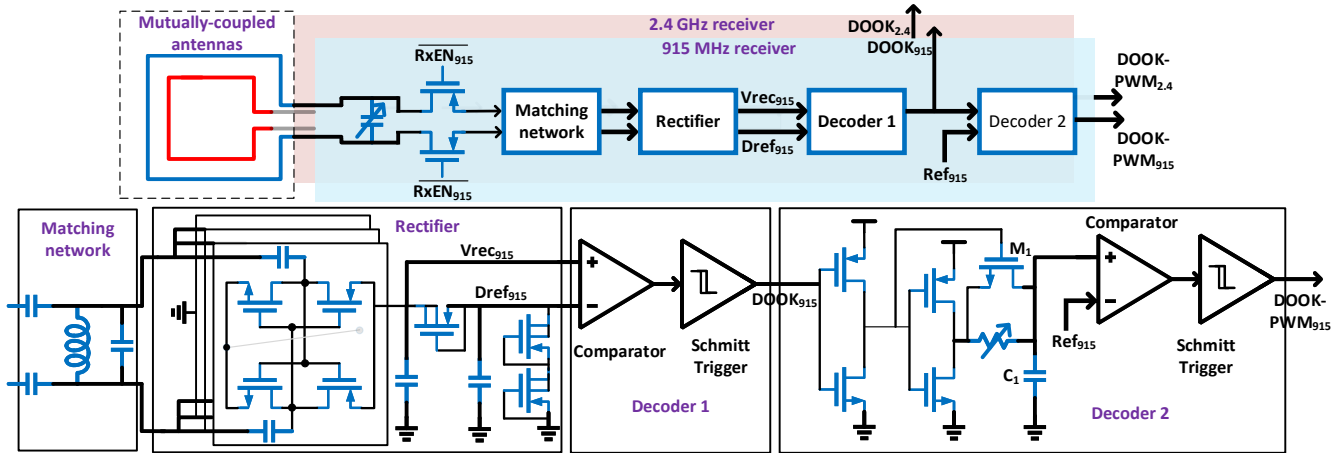 Mutually-coupled
antennas
2.4 GHz receiver
915 MHz receiver
DOOK2.4
DOOK915
RxEN915
RxEN915
Matching
network
Rectifier
Vrec915
Dref915
Decoder 1
Ref915
Decoder 2
DOOK-
PWM2.4
DOOK-
PWM915
Matching
network
Rectifier
Vrec915
Dref915
+
−
Comparator
Schmitt
Trigger
Decoder 1
DOOK915
M1
C1
Comparator
+
−
Ref915
Schmitt
Trigger
DOOK-
PWM915
Decoder 2